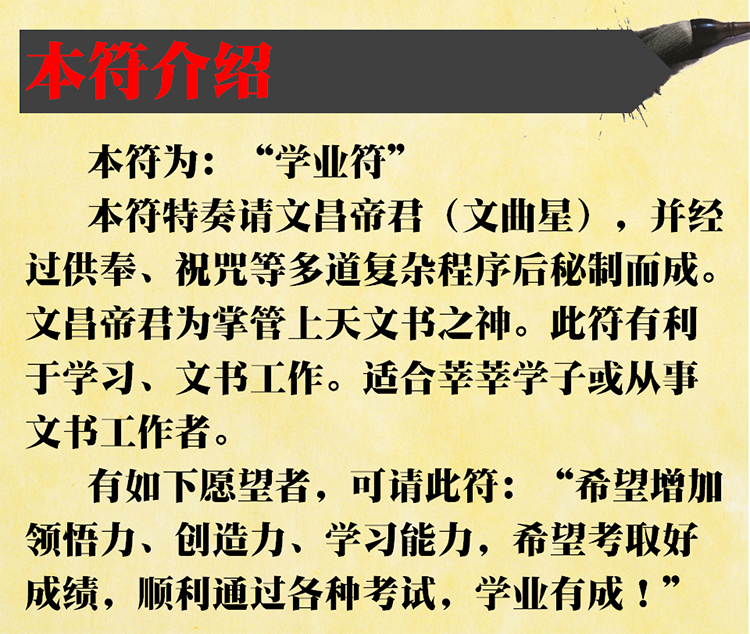 本符介绍
本符为：“学业符”
本符特奏请文昌帝君（文曲星），并经
过供奉、祝咒等多道复杂程序后秘制而成。
文昌帝君为掌管上天文书之神。此符有利
于学习、文书工作。适合莘莘学子或从事
文书工作者。
有如下愿望者，可请此符：“希望增加
领悟力、创造力、学习能力，希望考取好
成绩，顺利通过各种考试，学业有成！”